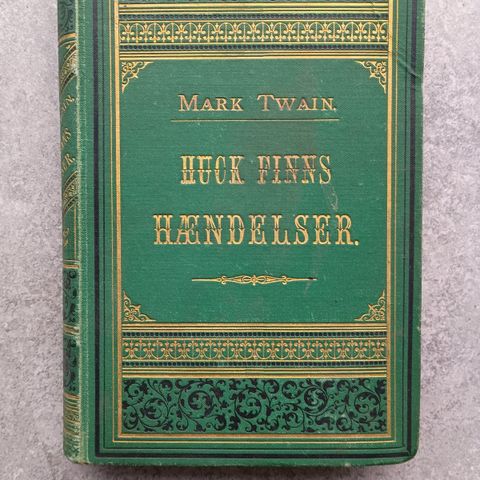 MARK TWAIN.
HUCK FINNS
HÆNDELSER.